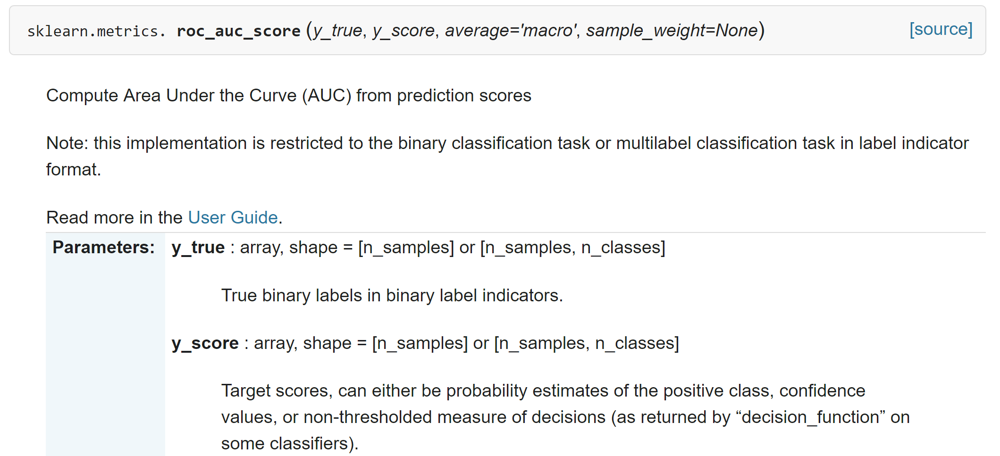 sklearn.metrics. roc_auc_score (y_true, y_score, average='macro', sample_weight=None) [source]
Compute Area Under the Curve (AUC) from prediction scores
Note: this implementation is restricted to the binary classification task or multilabel classification task in label indicator
format.
Read more in the User Guide.
Parameters: y_true : array, shape = [n_samples] or [n_samples, n_classes]
True binary labels in binary label indicators.
y_score : array, shape = [n_samples] or [n_samples, n_classes]
Target scores, can either be probability estimates of the positive class, confidence
values, or non-thresholded measure of decisions (as returned by “decision_function” on
some classifiers).